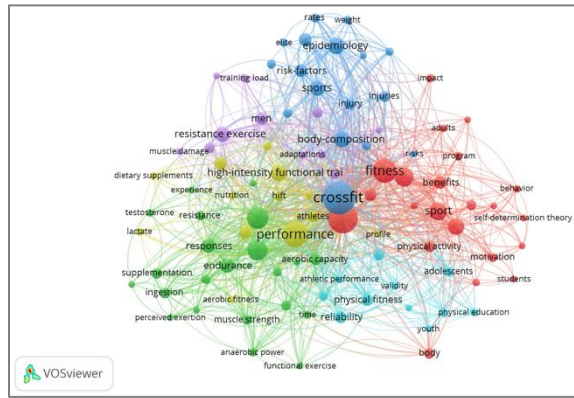 rates
weight
elite
epidemiology
training load
risk-factors
impact
sports
injuries
injury
men
adults
resistance exercise
body-composition
program
muscle damage
adaptations
risks
fitness
dietary supplements
high-intensity functional trai
benefits
behavior
experience
nutrition
hift
crossfit
testosterone
resistance
athletes
sport
self-determination theory
lactate
performance
profile
responses
physical activity
motivation
supplementation
endurance
aerobic capacity
adolescents
athletic performance
validity
students
ingestion
aerobic fitness
physical fitness
physical education
perceived exertion
muscle strength
time
reliability
youth
anaerobic power
body
functional exercise
VOSviewer